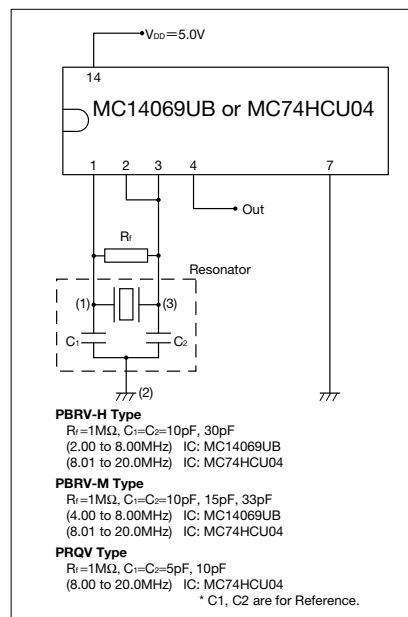 VDD=5.0V
14
MC14069UB or MC74HCU04
1 2 3 4 7
Out
Rf
Resonator
(1) (3)
C1 C2
(2)
PBRV-H Type
Rf=1MΩ, C1=C2=10pF, 30pF
(2.00 to 8.00MHz) IC: MC14069UB
(8.01 to 20.0MHz) IC: MC74HCU04
PBRV-M Type
Rf=1MΩ, C1=C2=10pF, 15pF, 33pF
(4.00 to 8.00MHz) IC: MC14069UB
(8.01 to 20.0MHz) IC: MC74HCU04
PRQV Type
Rf=1MΩ, C1=C2=5pF, 10pF
(8.00 to 20.0MHz) IC: MC74HCU04
* C1, C2 are for Reference.